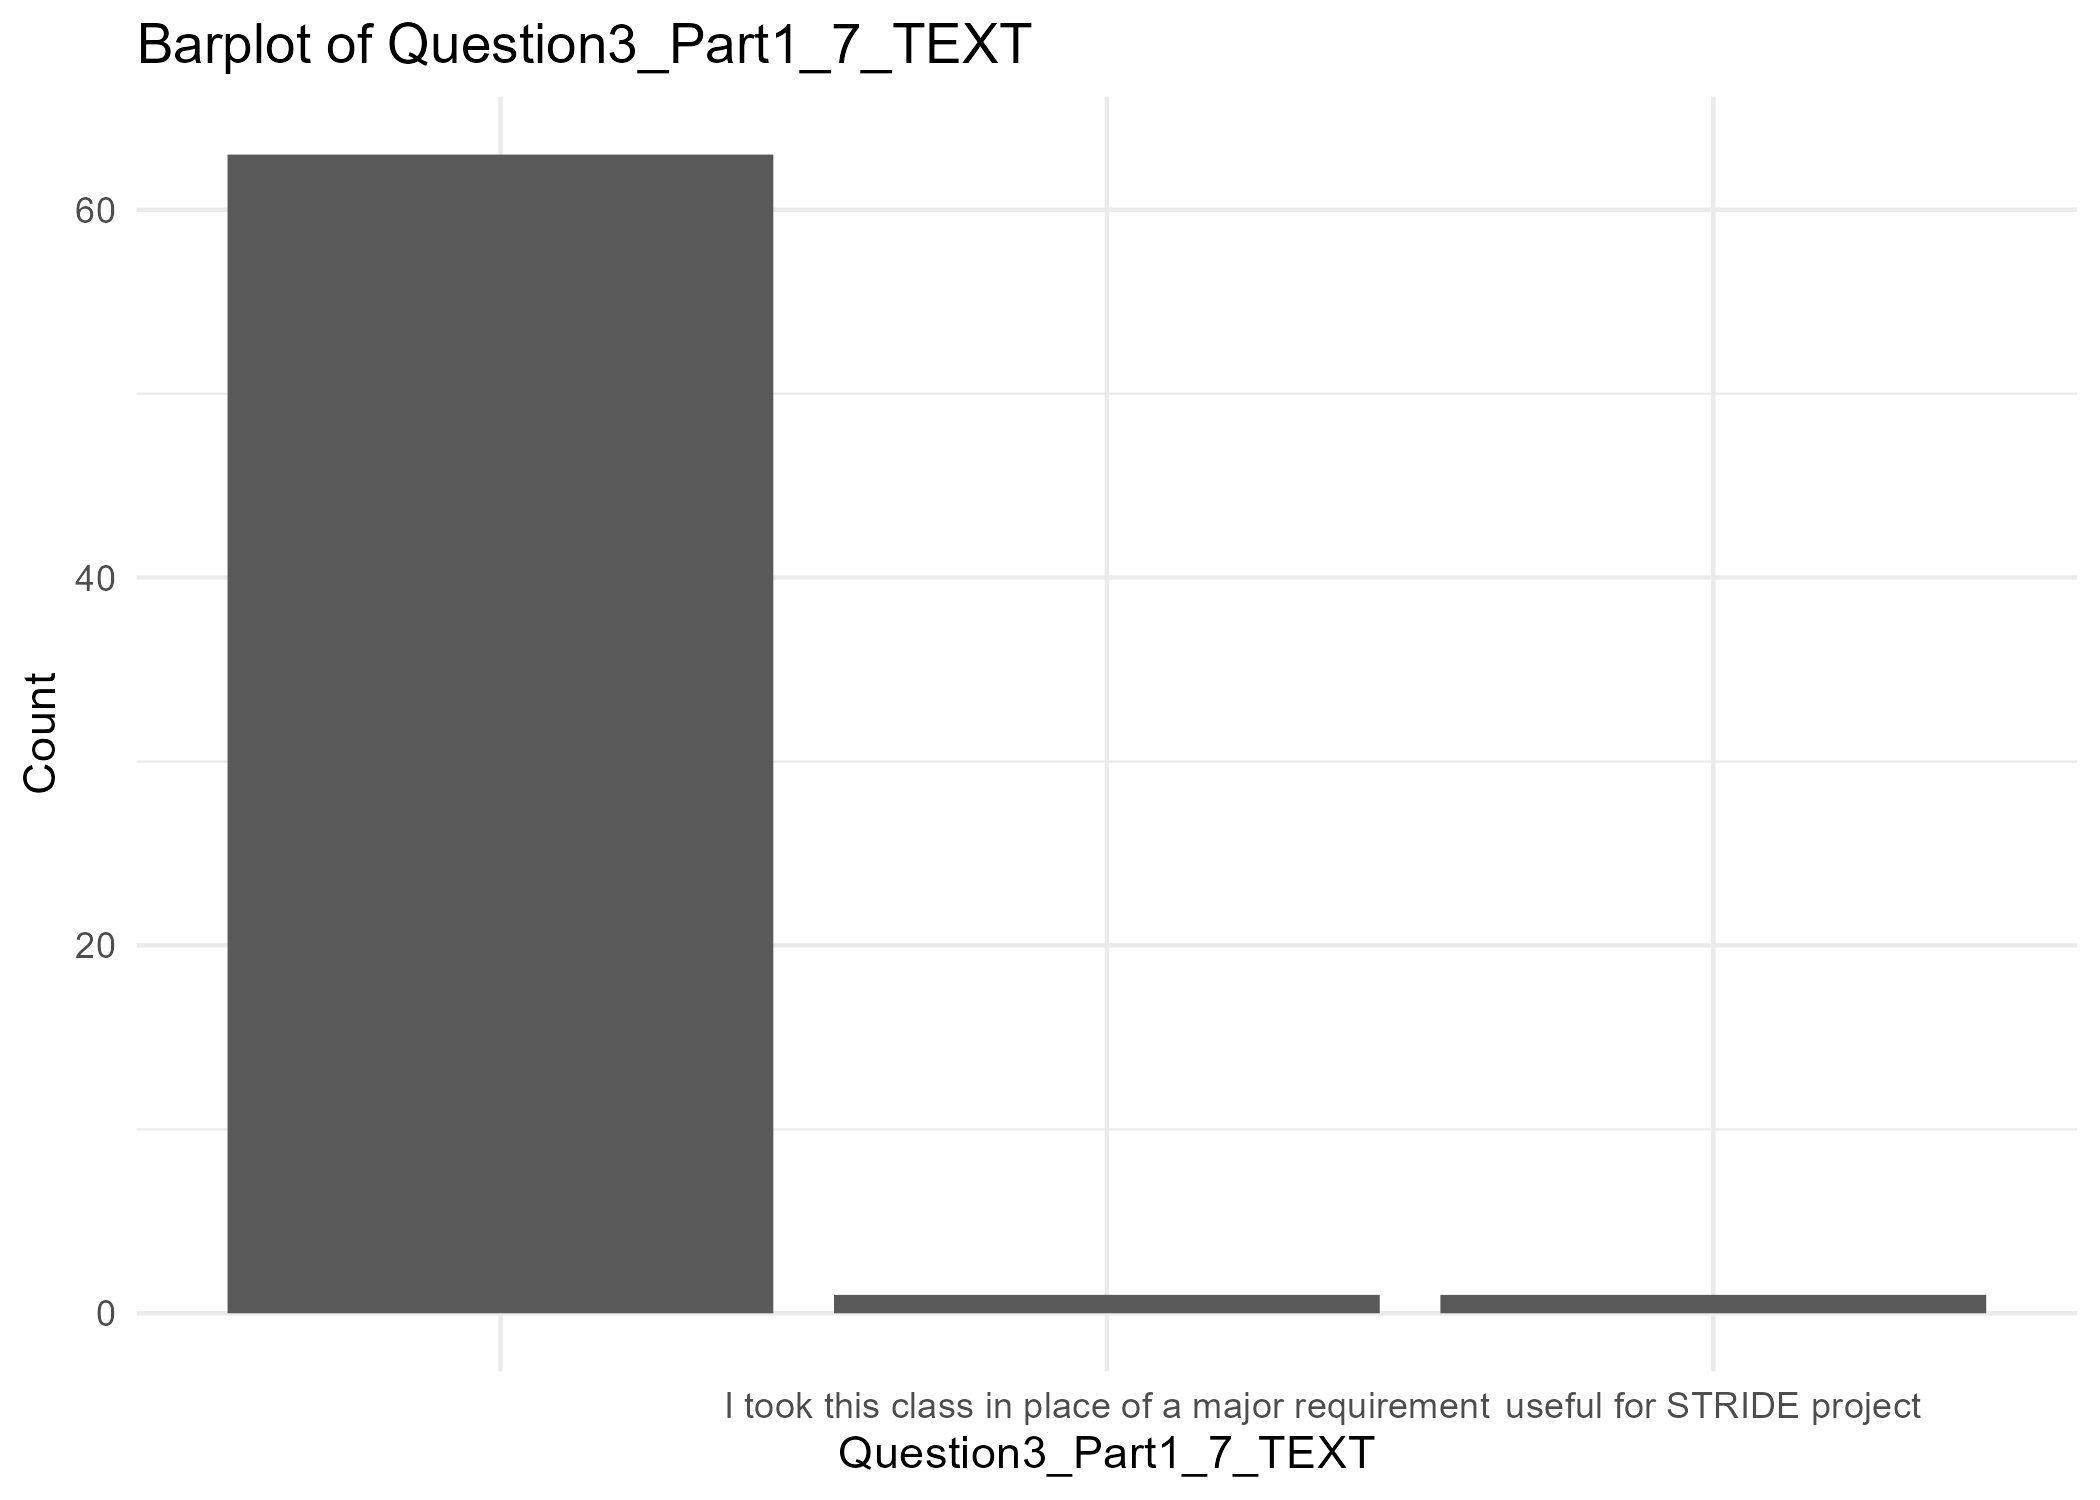 Barplot of Question3_Part1_7_TEXT
60
40
20
0
Count
I took this class in place of a major requirement useful for STRIDE project
Question3_Part1_7_TEXT